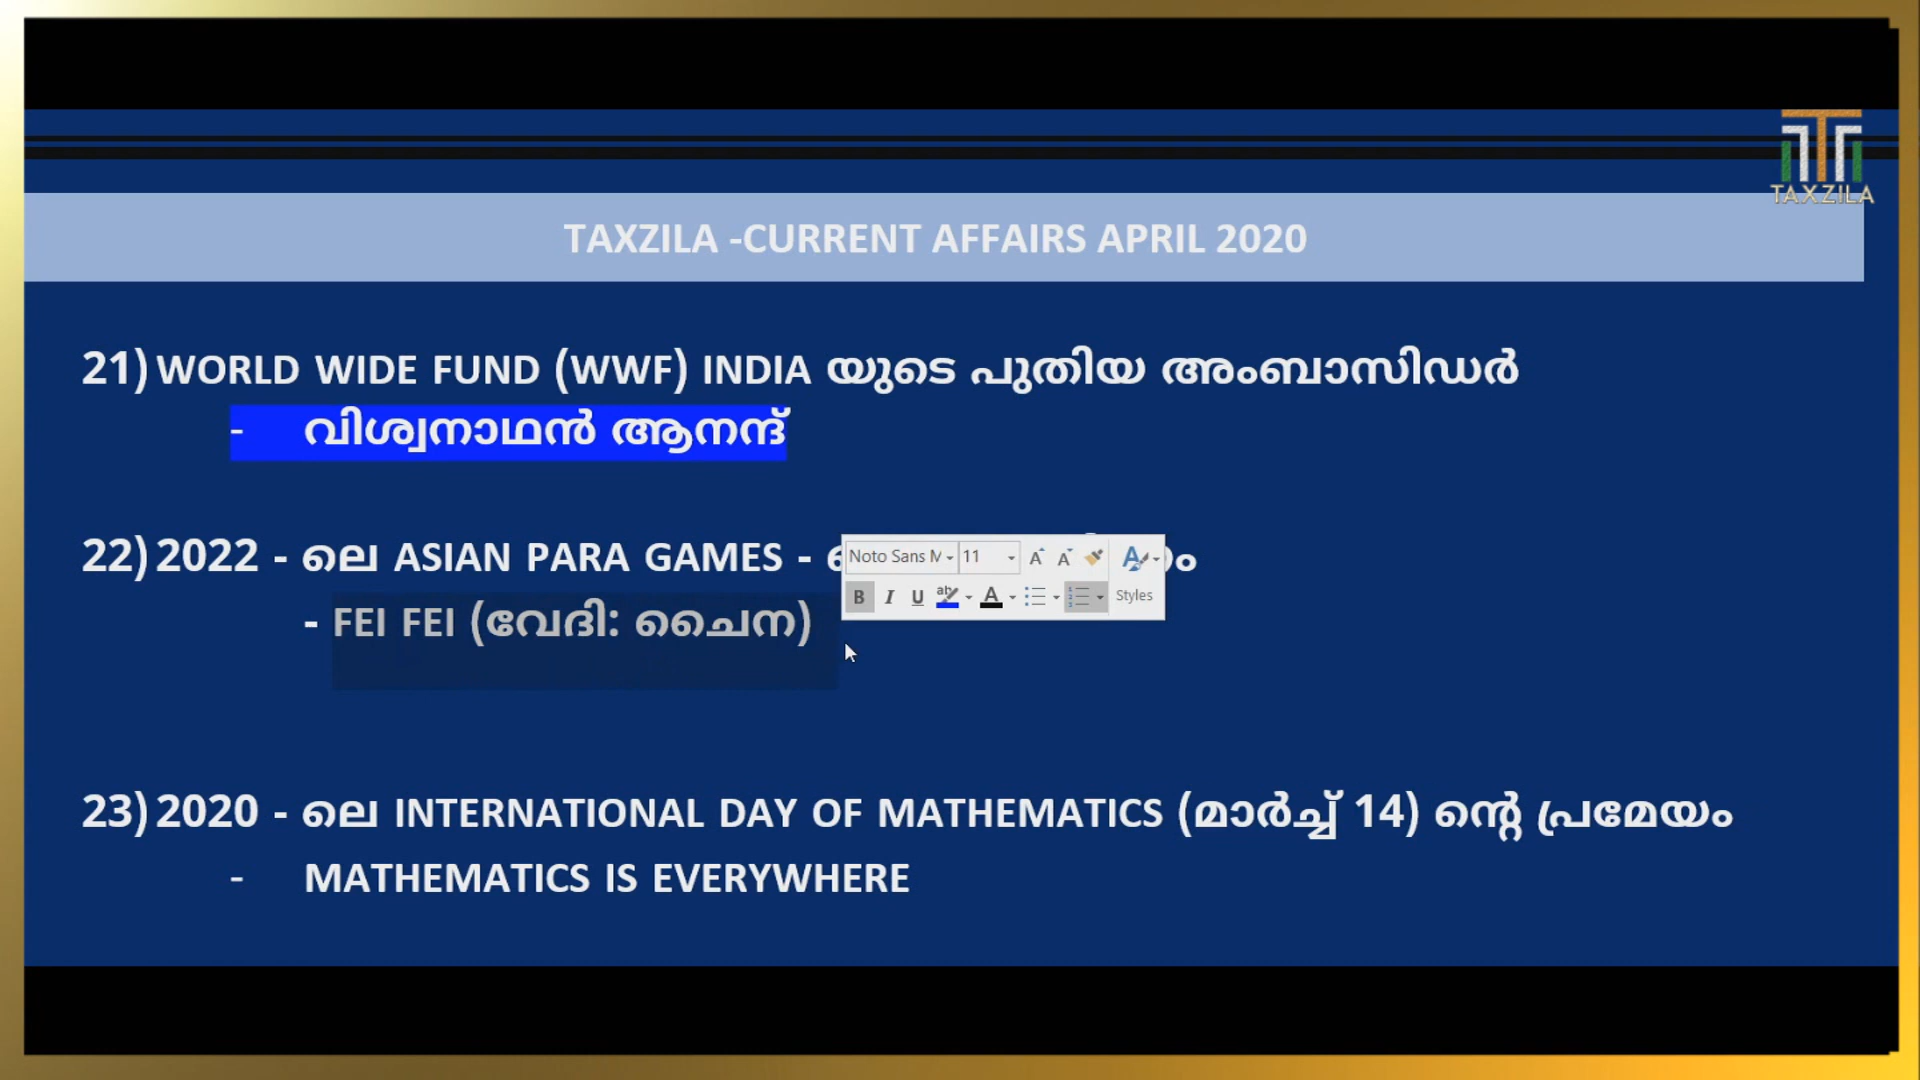 TAXZILA
TAXZILA -CURRENT AFFAIRS APRIL 2020
21) WORLD WIDE FUND (WWF) INDIA യുടെ പുതിയ അംബാസിഡർ
- വിശ്വനാഥൻ ആനന്ദ്
22) 2022 - ലെ ASIAN PARA GAMES -
Noto Sans M 11
Styles
- FEI FEI (വേദി: ചൈന)
23) 2020 - ലെ INTERNATIONAL DAY OF MATHEMATICS (മാർച്ച് 14) ന്റെ പ്രമേയം
- MATHEMATICS IS EVERYWHERE